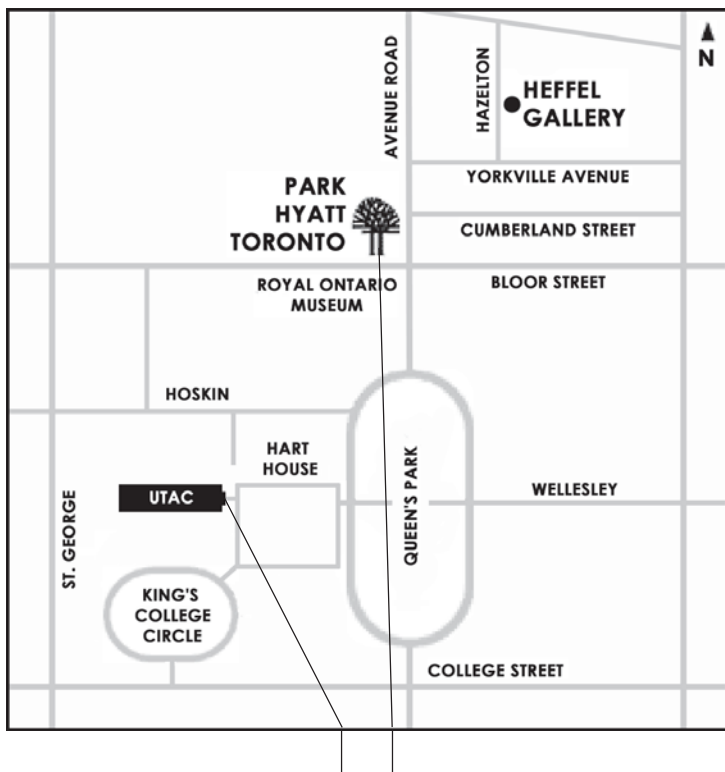 AVENUE ROAD
HAZELTON
N
HEFFEL
GALLERY
YORKVILLE AVENUE
PARK
HYATT
TORONTO
CUMBERLAND STREET
ROYAL ONTARIO
MUSEUM
BLOOR STREET
HOSKIN
HART
HOUSE
UTAC
ST. GEORGE
QUEEN'S PARK
WELLESLEY
KING'S
COLLEGE
CIRCLE
COLLEGE STREET